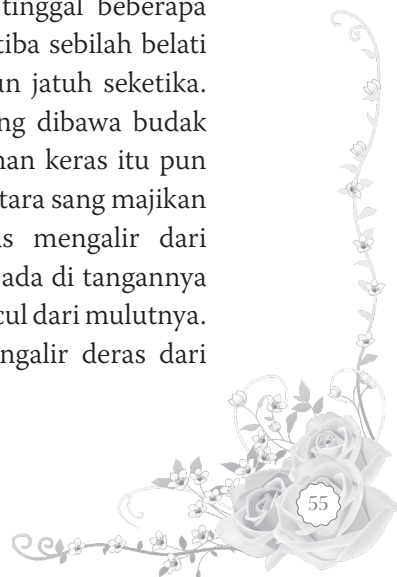 tinggal beberapa
tiba sebilah belati
un jatuh seketika.
ng dibawa budak
nan keras itu pun
tara sang majikan
as mengalir dari
ada di tangannya
cul dari mulutnya.
ngalir deras dari
55